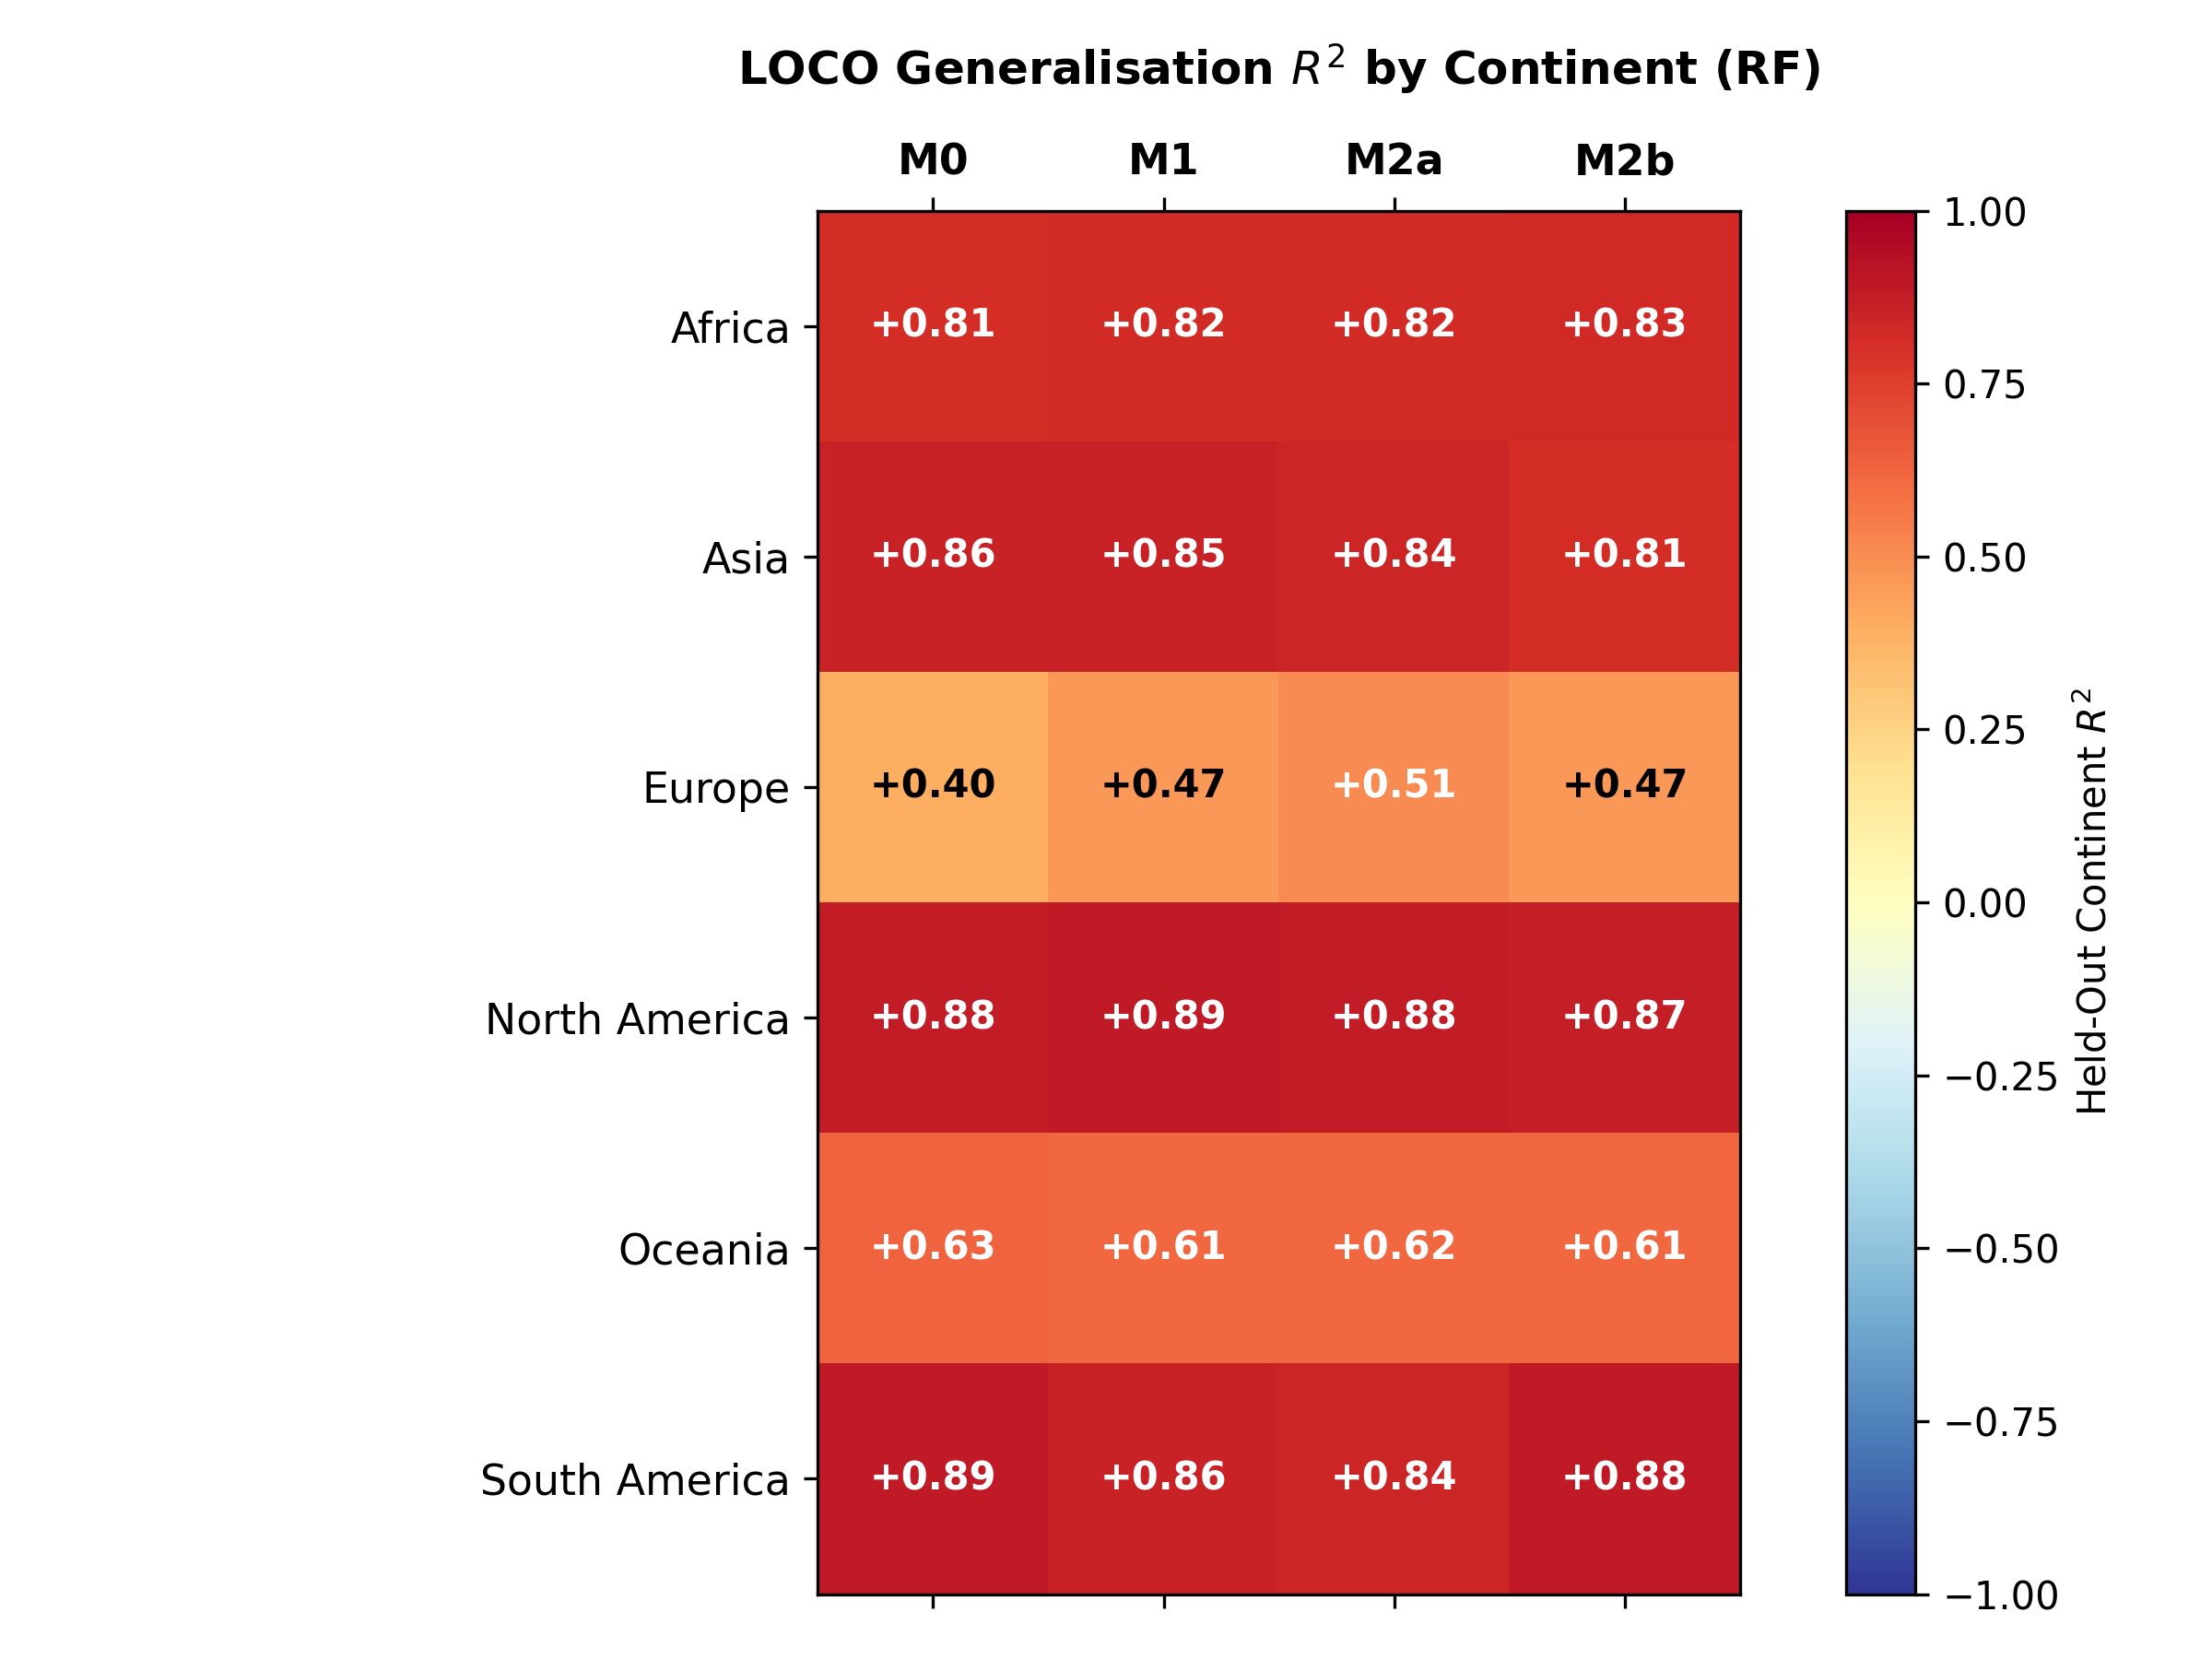 LOCO Generalisation R² by Continent (RF)
M0 M1 M2a M2b
Africa +0.81 +0.82 +0.82 +0.83
Asia +0.86 +0.85 +0.84 +0.81
Europe +0.40 +0.47 +0.51 +0.47
North America +0.88 +0.89 +0.88 +0.87
Oceania +0.63 +0.61 +0.62 +0.61
South America +0.89 +0.86 +0.84 +0.88
1.00
0.75
0.50
0.25
0.00
−0.25
−0.50
−0.75
−1.00
Held-Out Continent R²